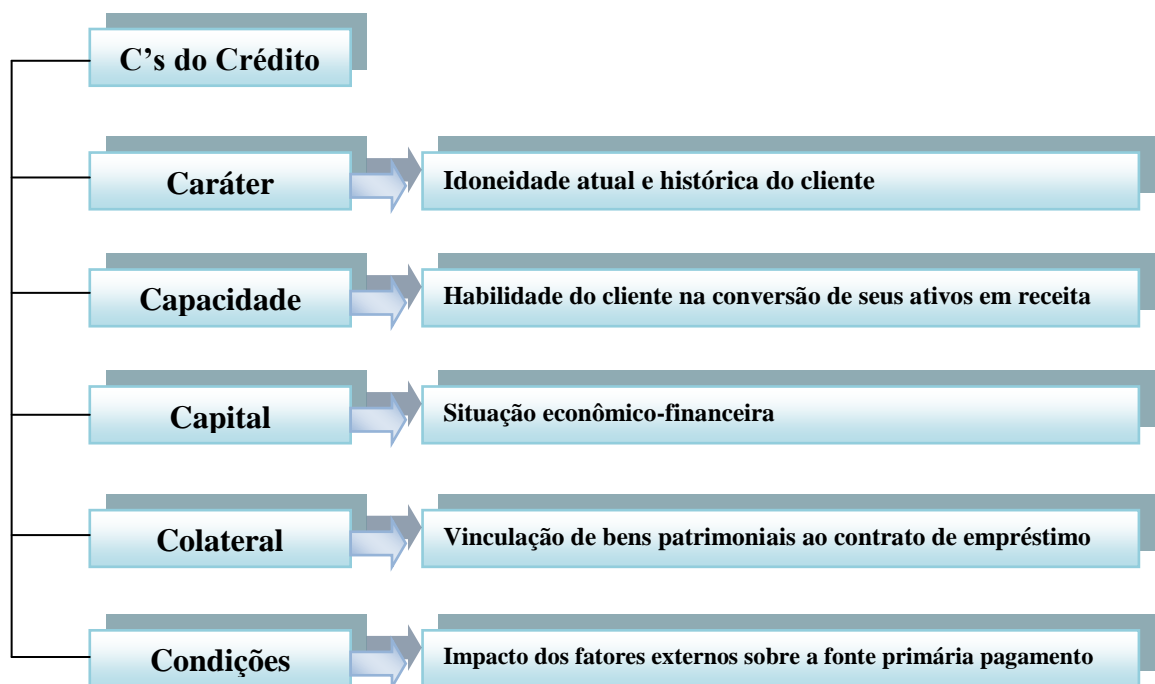 C’s do Crédito
Caráter
Idoneidade atual e histórica do cliente
Capacidade
Habilidade do cliente na conversão de seus ativos em receita
Capital
Situação econômico-financeira
Colateral
Vinculação de bens patrimoniais ao contrato de empréstimo
Condições
Impacto dos fatores externos sobre a fonte primária pagamento